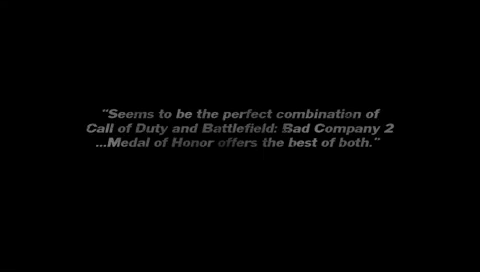 "Seems to be the perfect combination of
Call of Duty and Battlefield: Bad Company 2
...Medal of Honor offers the best of both."